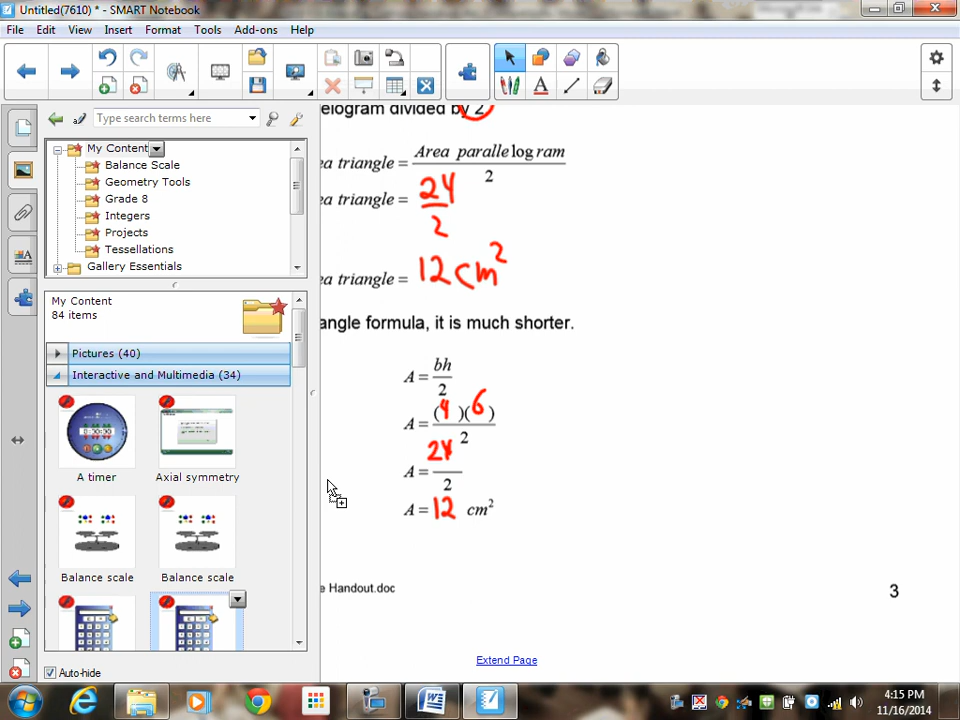 Untitled(7610) * - SMART Notebook
File Edit View Insert Format Tools Add-ons Help
Type search terms here
My Content
Balance Scale
Geometry Tools
Grade 8
Integers
Projects
Tessellations
Gallery Essentials
My Content
84 items
Pictures (40)
Interactive and Multimedia (34)
A timer
Axial symmetry
Balance scale
Balance scale
Auto-hide
elogram divided by 2
ea triangle = Area parallelogram
2
ea triangle = 24
2
ea triangle = 12 cm²
angle formula, it is much shorter.
A = bh
2
A = (4)(6)
2
A = 24
2
A = 12 cm²
e Handout.doc
3
Extend Page
4:15 PM
11/16/2014